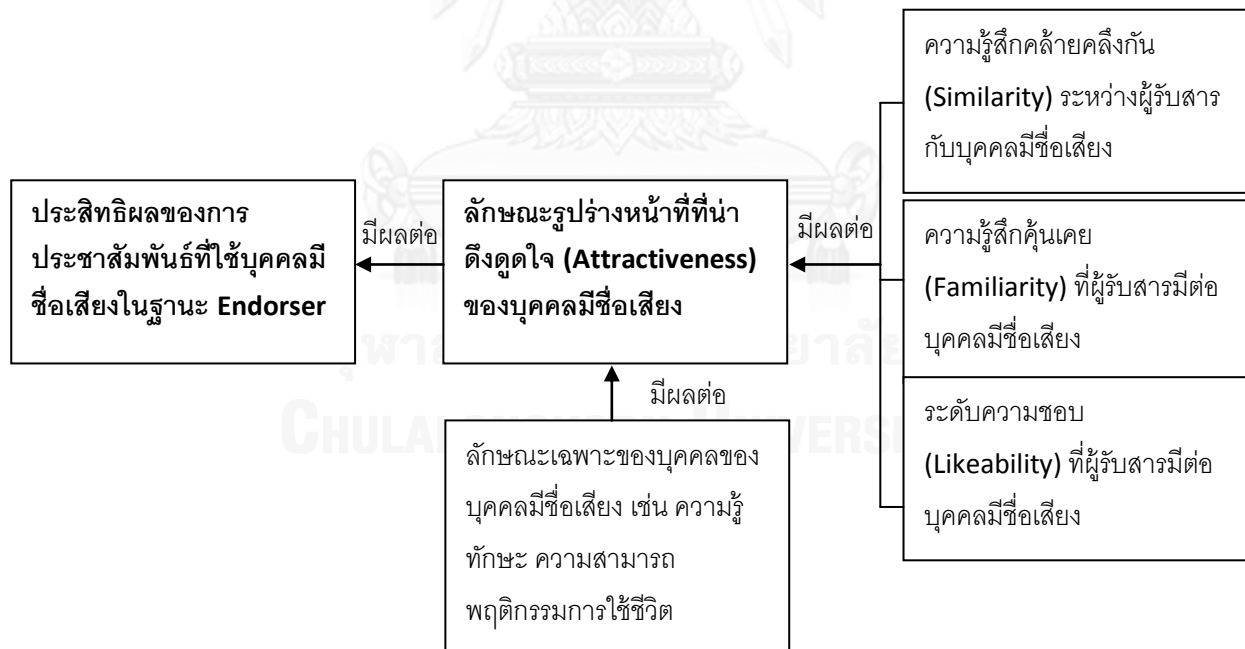 ความรู้สึกคล้ายคลึงกัน
(Similarity) ระหว่างผู้รับสาร
กับบุคคลมีชื่อเสียง
ประสิทธิผลของการ
ประชาสัมพันธ์ที่ใช้บุคคลมี
ชื่อเสียงในฐานะ Endorser
มีผลต่อ
ลักษณะรูปร่างหน้าที่ที่น่า
ดึงดูดใจ (Attractiveness)
ของบุคคลมีชื่อเสียง
มีผลต่อ
ความรู้สึกคุ้นเคย
(Familiarity) ที่ผู้รับสารมีต่อ
บุคคลมีชื่อเสียง
มีผลต่อ
ระดับความชอบ
(Likeability) ที่ผู้รับสารมีต่อ
บุคคลมีชื่อเสียง
ลักษณะเฉพาะของบุคคลของ
บุคคลมีชื่อเสียง เช่น ความรู้
ทักษะ ความสามารถ
พฤติกรรมการใช้ชีวิต